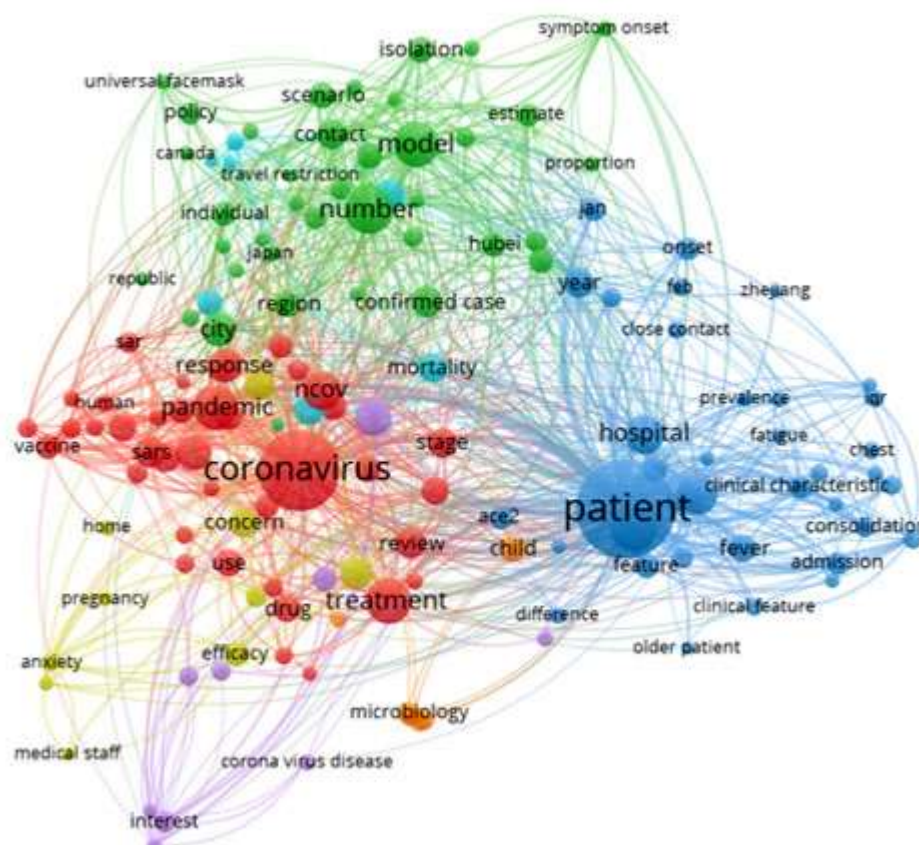 symptom onset
isolation
universal facemask
scenario
policy
estimate
contact
model
canada
travel restriction
proportion
individual
number
jan
japan
hubei
onset
republic
year
feb
zhejiang
region
confirmed case
city
close contact
sar
response
mortality
human
pandemic
ncov
prevalence
iqr
vaccine
sars
stage
hospital
fatigue
chest
coronavirus
clinical characteristic
patient
ace2
home
concern
consolidation
review
child
fever
use
feature
admission
pregnancy
drug
treatment
difference
clinical feature
older patient
anxiety
efficacy
microbiology
medical staff
corona virus disease
interest